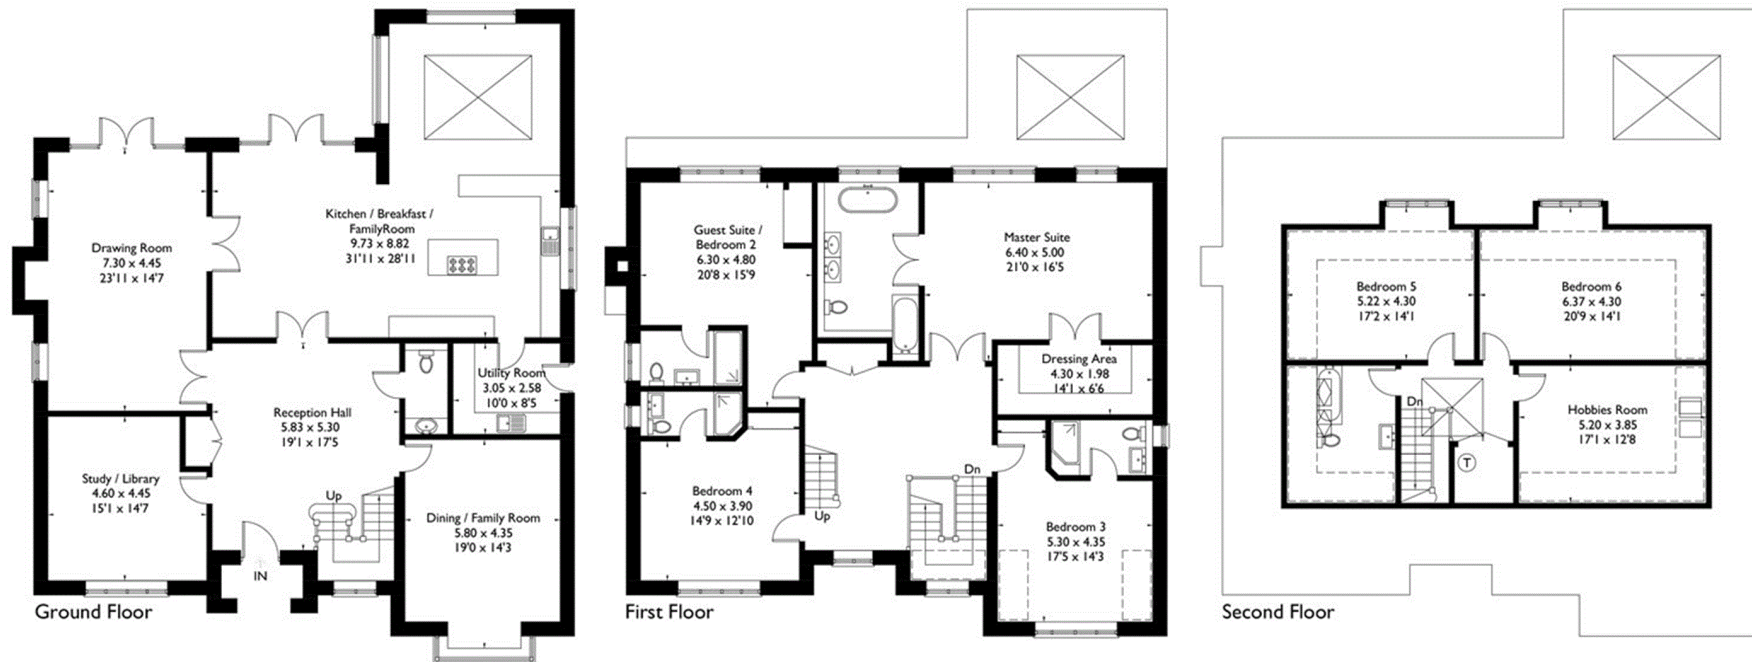 Kitchen / Breakfast /
FamilyRoom
9.73 x 8.82
31'11 x 28'11
Drawing Room
7.30 x 4.45
23'11 x 14'7
Utility Room
3.05 x 2.58
10'0 x 8'5
Reception Hall
5.83 x 5.30
19'1 x 17'5
Study / Library
4.60 x 4.45
15'1 x 14'7
Up
Dining / Family Room
5.80 x 4.35
19'0 x 14'3
IN
Ground Floor
Guest Suite /
Bedroom 2
6.30 x 4.80
20'8 x 15'9
Master Suite
6.40 x 5.00
21'0 x 16'5
Dressing Area
4.30 x 1.98
14'1 x 6'6
Dn
Bedroom 4
4.50 x 3.90
14'9 x 12'10
Up
Bedroom 3
5.30 x 4.35
17'5 x 14'3
First Floor
Bedroom 5
5.22 x 4.30
17'2 x 14'1
Bedroom 6
6.37 x 4.30
20'9 x 14'1
Dn
Hobbies Room
5.20 x 3.85
17'1 x 12'8
T
Second Floor